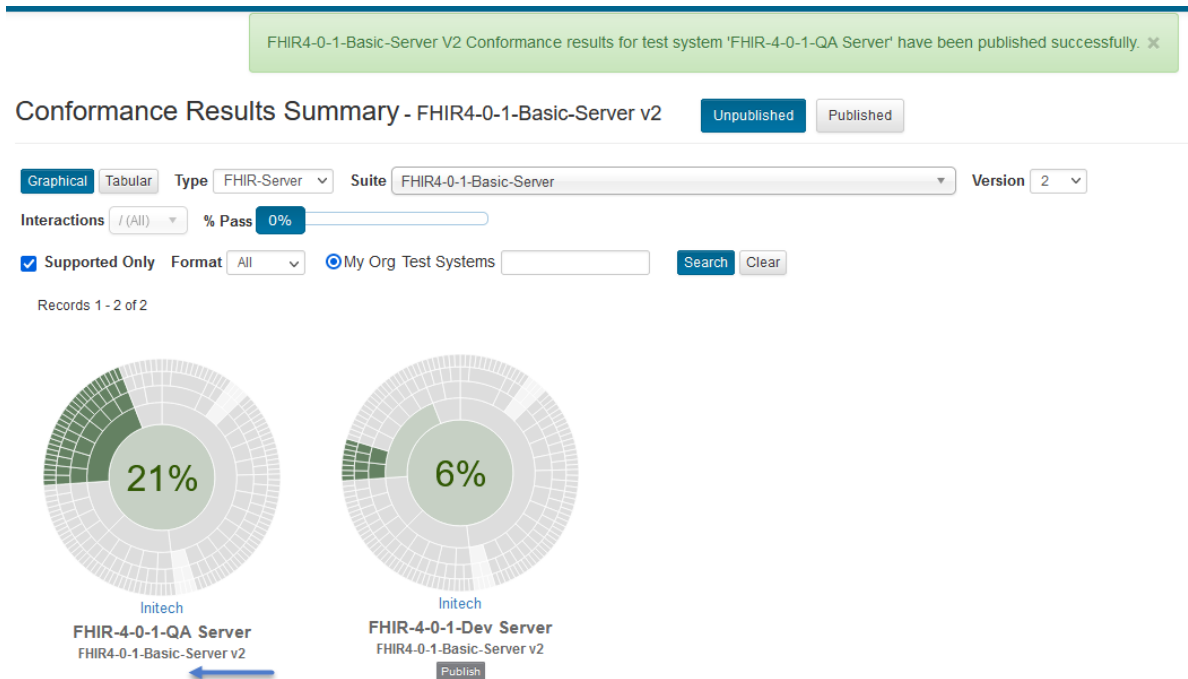 FHIR4-0-1-Basic-Server V2 Conformance results for test system 'FHIR-4-0-1-QA Server' have been published successfully. ×
Conformance Results Summary - FHIR4-0-1-Basic-Server v2 Unpublished Published
Graphical Tabular Type FHIR-Server Suite FHIR4-0-1-Basic-Server Version 2
Interactions / (All) % Pass 0%
Supported Only Format All My Org Test Systems Search Clear
Records 1 - 2 of 2
21%
6%
Initech
FHIR-4-0-1-QA Server
FHIR4-0-1-Basic-Server v2
Initech
FHIR-4-0-1-Dev Server
FHIR4-0-1-Basic-Server v2
Publish